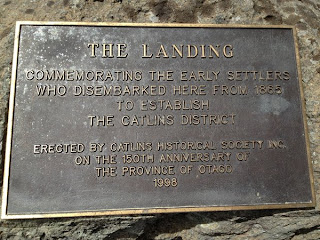 THE LANDING
COMMEMORATING THE EARLY SETTLERS
WHO DISEMBARKED HERE FROM 1865
TO ESTABLISH
THE CATLINS DISTRICT
ERECTED BY CATLINS HISTORICAL SOCIETY INC.
ON THE 150TH ANNIVERSARY OF
THE PROVINCE OF OTAGO
1998